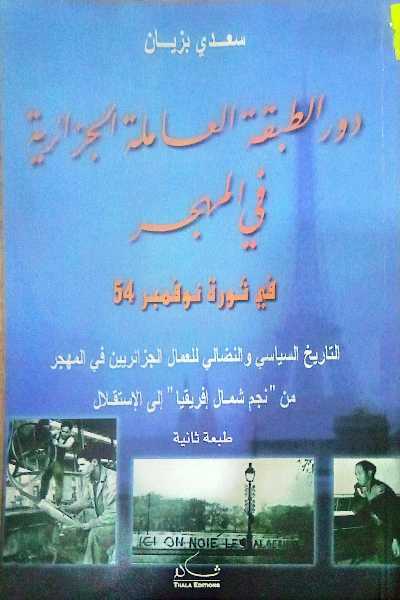 سعدي بزيان
دور الطبقة العاملة الجزائرية
في المهجر
في ثورة نوفمبر 54
التاريخ السياسي والنضالي للعمال الجزائريين في المهجر
من "نجم شمال إفريقيا" إلى الإستقلال
طبعة ثانية
ICI ON NOIE LES ALGERIENS
ثالة
THALA EDITIONS